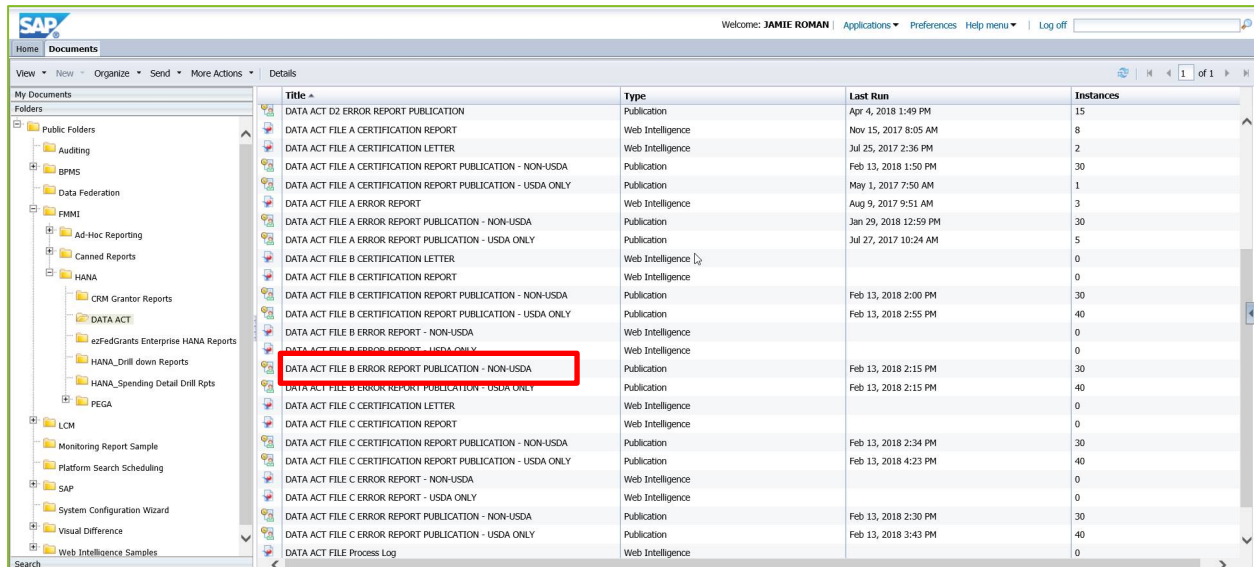 SAP
Welcome: JAMIE ROMAN | Applications Preferences Help menu | Log off
Home Documents
View New Organize Send More Actions | Details
1 of 1
My Documents
Folders
Public Folders
Auditing
BPMS
Data Federation
FMMI
Ad-Hoc Reporting
Canned Reports
HANA
CRM Grantor Reports
DATA ACT
ezFedGrants Enterprise HANA Reports
HANA_Drill down Reports
HANA_Spending Detail Drill Rpts
PEGA
LCM
Monitoring Report Sample
Platform Search Scheduling
SAP
System Configuration Wizard
Visual Difference
Web Intelligence Samples
Search
Title Type Last Run Instances
DATA ACT D2 ERROR REPORT PUBLICATION Publication Apr 4, 2018 1:49 PM 15
DATA ACT FILE A CERTIFICATION REPORT Web Intelligence Nov 15, 2017 8:05 AM 8
DATA ACT FILE A CERTIFICATION LETTER Web Intelligence Jul 25, 2017 2:36 PM 2
DATA ACT FILE A CERTIFICATION REPORT PUBLICATION - NON-USDA Publication Feb 13, 2018 1:50 PM 30
DATA ACT FILE A CERTIFICATION REPORT PUBLICATION - USDA ONLY Publication May 1, 2017 7:50 AM 1
DATA ACT FILE A ERROR REPORT Web Intelligence Aug 9, 2017 9:51 AM 3
DATA ACT FILE A ERROR REPORT PUBLICATION - NON-USDA Publication Jan 29, 2018 12:59 PM 30
DATA ACT FILE A ERROR REPORT PUBLICATION - USDA ONLY Publication Jul 27, 2017 10:24 AM 5
DATA ACT FILE B CERTIFICATION LETTER Web Intelligence 0
DATA ACT FILE B CERTIFICATION REPORT Web Intelligence 0
DATA ACT FILE B CERTIFICATION REPORT PUBLICATION - NON-USDA Publication Feb 13, 2018 2:00 PM 30
DATA ACT FILE B CERTIFICATION REPORT PUBLICATION - USDA ONLY Publication Feb 13, 2018 2:55 PM 40
DATA ACT FILE B ERROR REPORT - NON-USDA Web Intelligence 0
DATA ACT FILE B ERROR REPORT - USDA ONLY Web Intelligence 0
DATA ACT FILE B ERROR REPORT PUBLICATION - NON-USDA Publication Feb 13, 2018 2:15 PM 30
DATA ACT FILE B ERROR REPORT PUBLICATION - USDA ONLY Publication Feb 13, 2018 2:15 PM 40
DATA ACT FILE C CERTIFICATION LETTER Web Intelligence 0
DATA ACT FILE C CERTIFICATION REPORT Web Intelligence 0
DATA ACT FILE C CERTIFICATION REPORT PUBLICATION - NON-USDA Publication Feb 13, 2018 2:34 PM 30
DATA ACT FILE C CERTIFICATION REPORT PUBLICATION - USDA ONLY Publication Feb 13, 2018 4:23 PM 40
DATA ACT FILE C ERROR REPORT - NON-USDA Web Intelligence 0
DATA ACT FILE C ERROR REPORT - USDA ONLY Web Intelligence 0
DATA ACT FILE C ERROR REPORT PUBLICATION - NON-USDA Publication Feb 13, 2018 2:30 PM 30
DATA ACT FILE C ERROR REPORT PUBLICATION - USDA ONLY Publication Feb 13, 2018 3:43 PM 40
DATA ACT FILE Process Log Web Intelligence 0